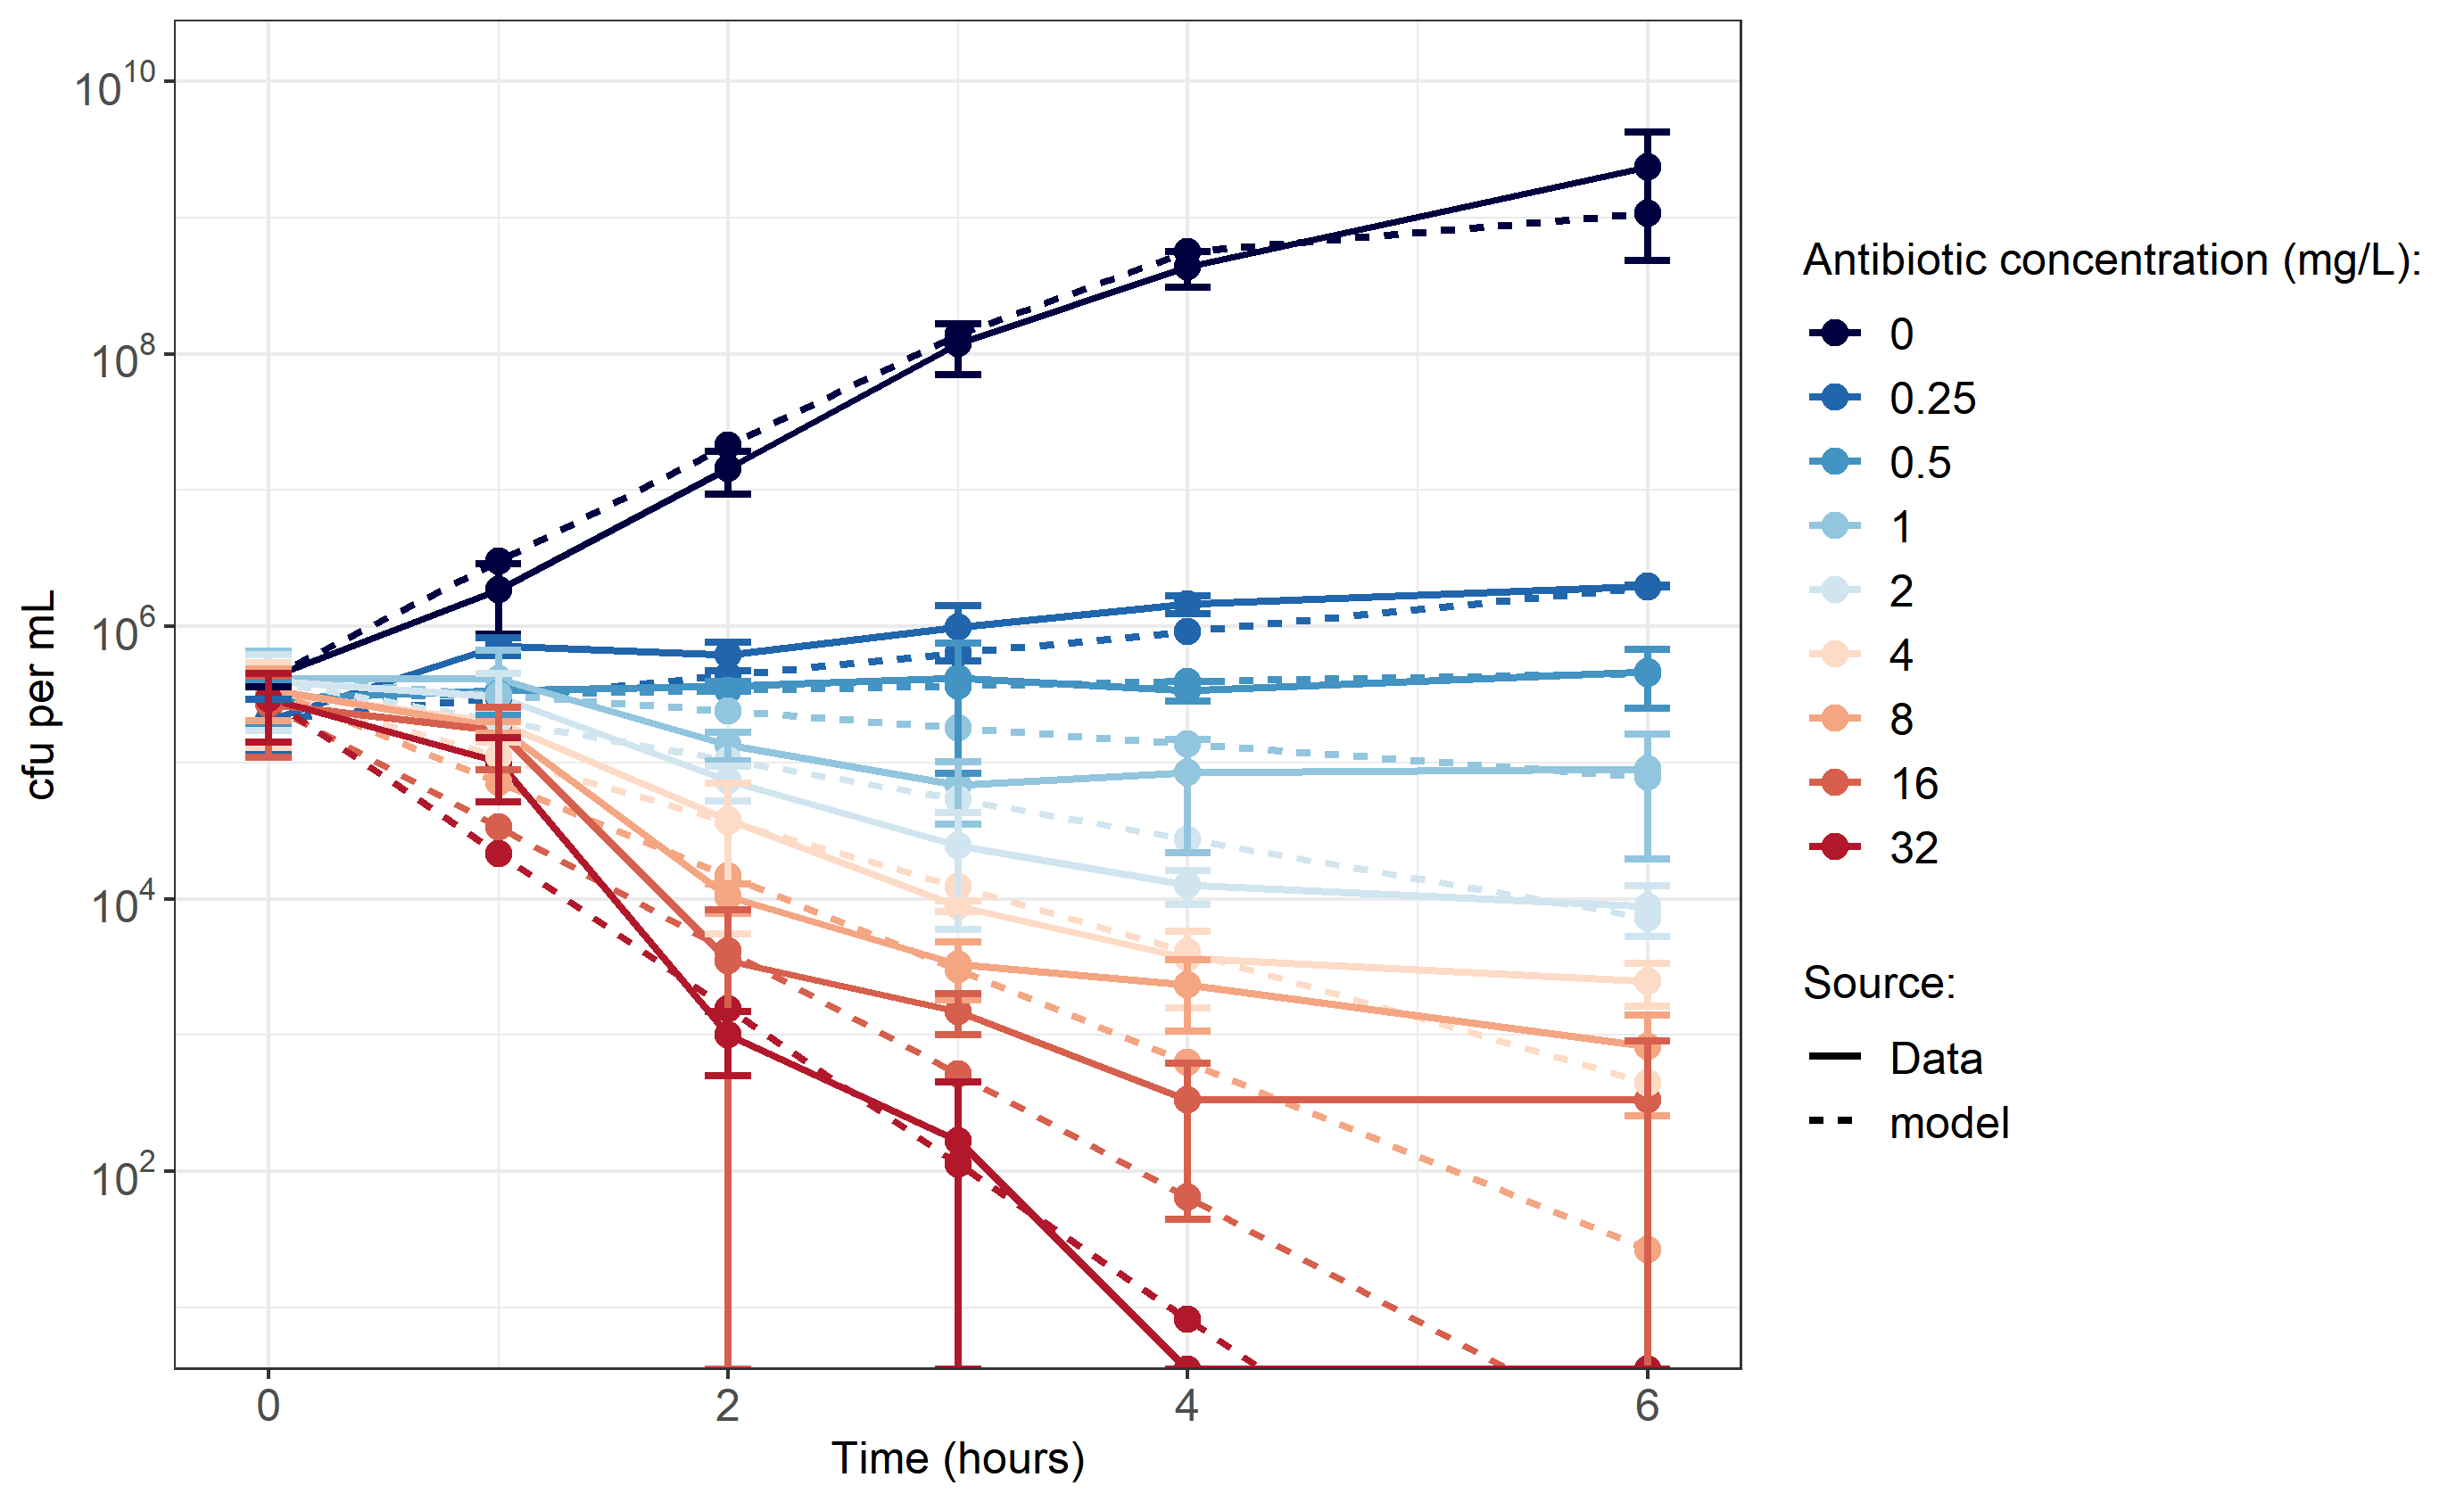 10^10
10^8
10^6
10^4
10^2
cfu per mL
0 2 4 6
Time (hours)
Antibiotic concentration (mg/L):
0
0.25
0.5
1
2
4
8
16
32
Source:
Data
model